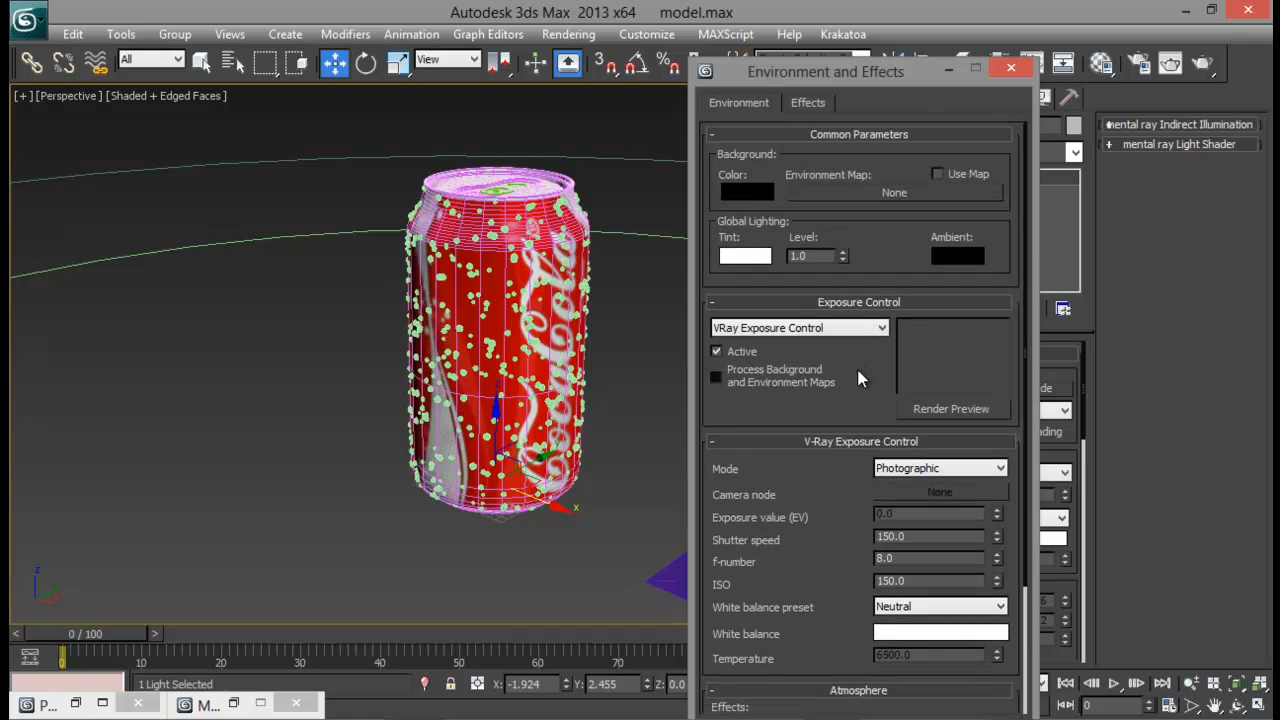 Autodesk 3ds Max 2013 x64 model.max
Edit Tools Group Views Create Modifiers Animation Graph Editors Rendering Customize MAXScript Help Krakatoa
All
View
3
[+] [Perspective] [Shaded + Edged Faces]
Coca-Cola
z
x
z
Environment and Effects
Environment Effects
- Common Parameters
Background:
Color: Environment Map: Use Map
None
Global Lighting:
Tint: Level: Ambient:
1.0
- Exposure Control
VRay Exposure Control
Active
Process Background
and Environment Maps
Render Preview
- V-Ray Exposure Control
Mode Photographic
Camera node None
Exposure value (EV) 0.0
Shutter speed 150.0
f-number 8.0
ISO 150.0
White balance preset Neutral
White balance
Temperature 6500.0
- Atmosphere
Effects:
mental ray Indirect Illumination
+ mental ray Light Shader
< 0 / 100 >
0 10 20 30 40 50 60 70
1 Light Selected X: -1.924 Y: 2.455 Z: 0.0
P... M...
0